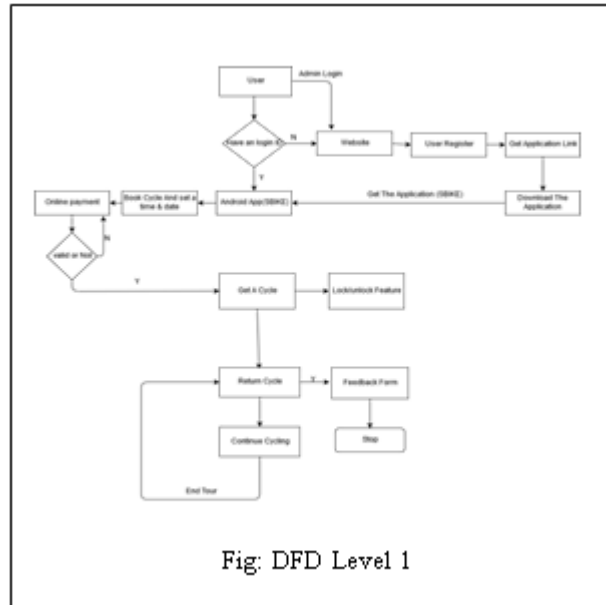 Admin Login
User
Have an login ID
N
Website
User Register
Get Application Link
Y
Get The Application (SBIKE)
Online payment
Book Cycle And set a
time & date
Android App(SBIKE)
Download The
Application
N
valid or Not
Y
Get A Cycle
Lock/unlock Feature
Return Cycle
Y
Feedback Form
Continue Cycling
Stop
End Tour
Fig: DFD Level 1